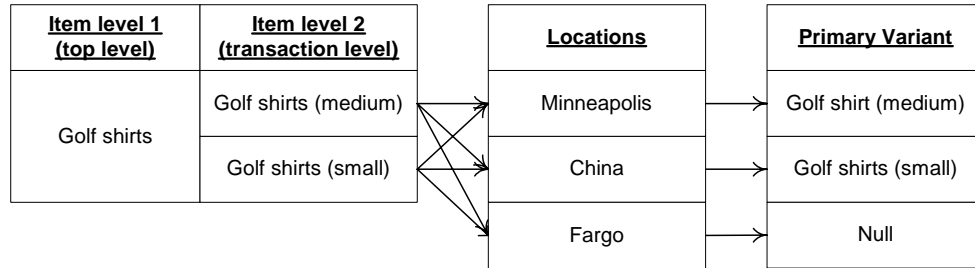 Item level 1
(top level)
Item level 2
(transaction level)
Locations
Primary Variant
Golf shirts
Golf shirts (medium)
Golf shirts (small)
Minneapolis
China
Fargo
Golf shirt (medium)
Golf shirts (small)
Null